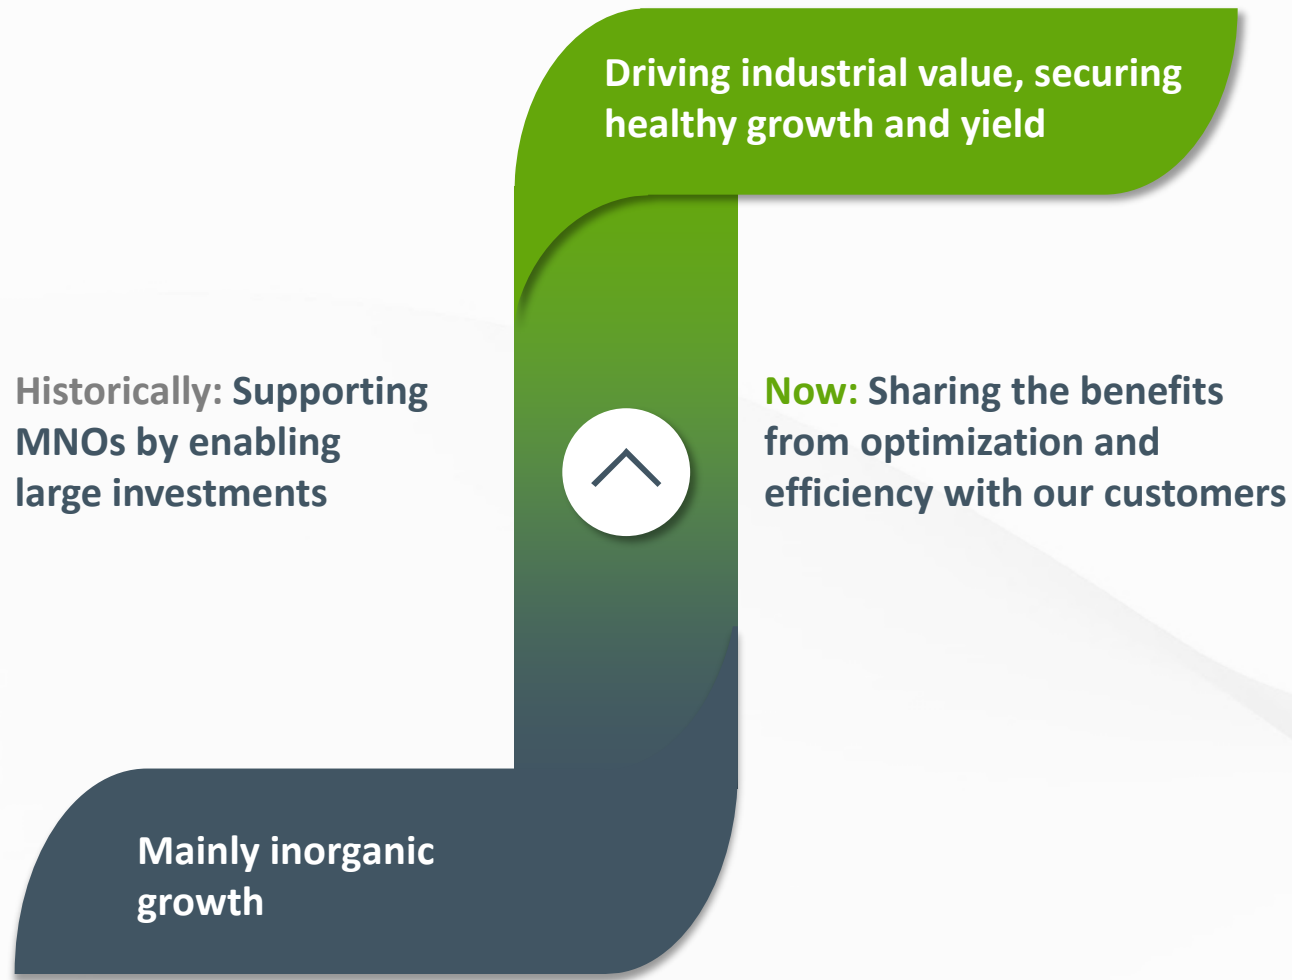 Driving industrial value, securing
healthy growth and yield
Historically: Supporting
MNOs by enabling
large investments
Now: Sharing the benefits
from optimization and
efficiency with our customers
Mainly inorganic
growth